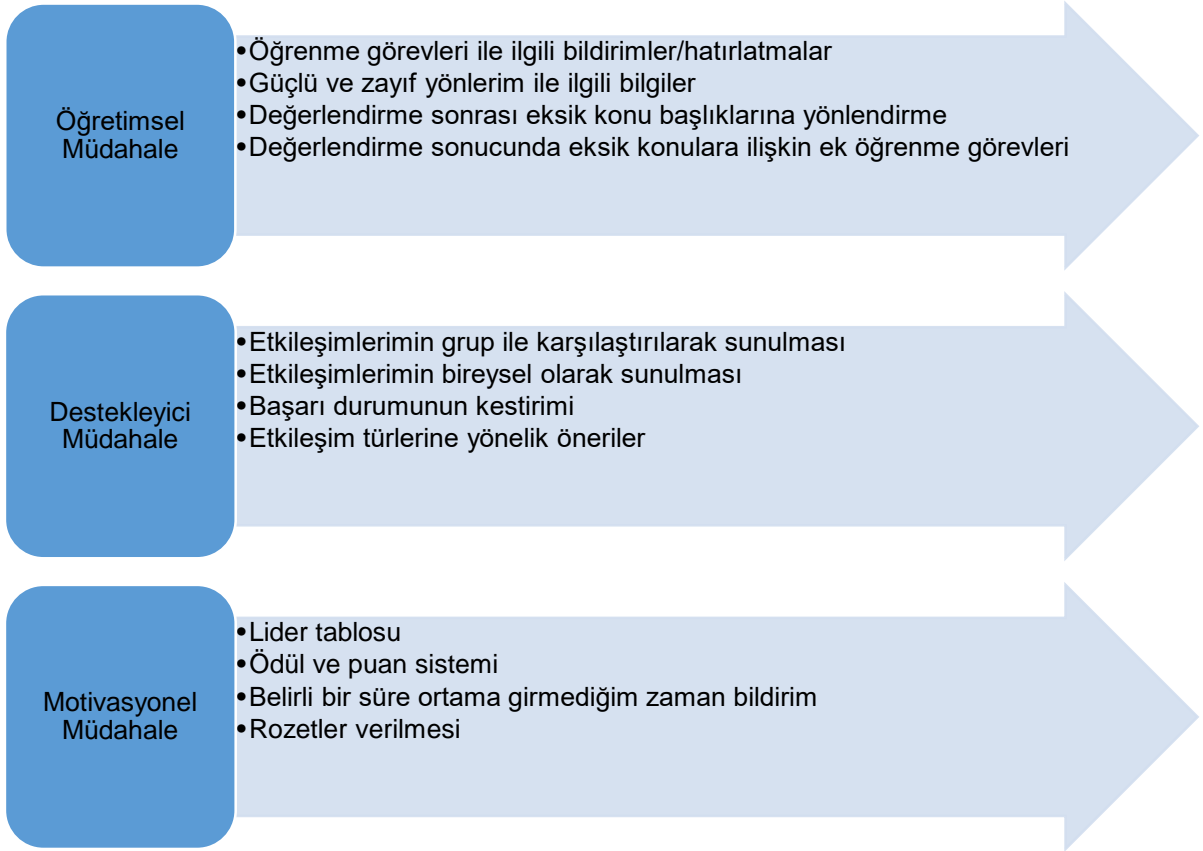 Öğretimsel
Müdahale
•Öğrenme görevleri ile ilgili bildirimler/hatırlatmalar
•Güçlü ve zayıf yönlerim ile ilgili bilgiler
•Değerlendirme sonrası eksik konu başlıklarına yönlendirme
•Değerlendirme sonucunda eksik konulara ilişkin ek öğrenme görevleri
Destekleyici
Müdahale
•Etkileşimlerimin grup ile karşılaştırılarak sunulması
•Etkileşimlerimin bireysel olarak sunulması
•Başarı durumunun kestirimi
•Etkileşim türlerine yönelik öneriler
Motivasyonel
Müdahale
•Lider tablosu
•Ödül ve puan sistemi
•Belirli bir süre ortama girmediğim zaman bildirim
•Rozetler verilmesi